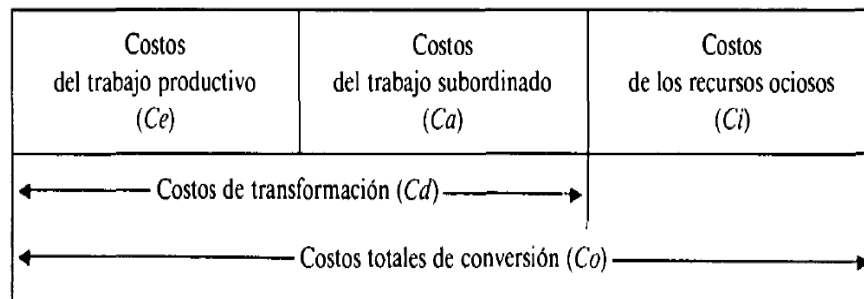 Costos
del trabajo productivo
(Ce)
Costos
del trabajo subordinado
(Ca)
Costos
de los recursos ociosos
(Ci)
Costos de transformación (Cd)
Costos totales de conversión (Co)